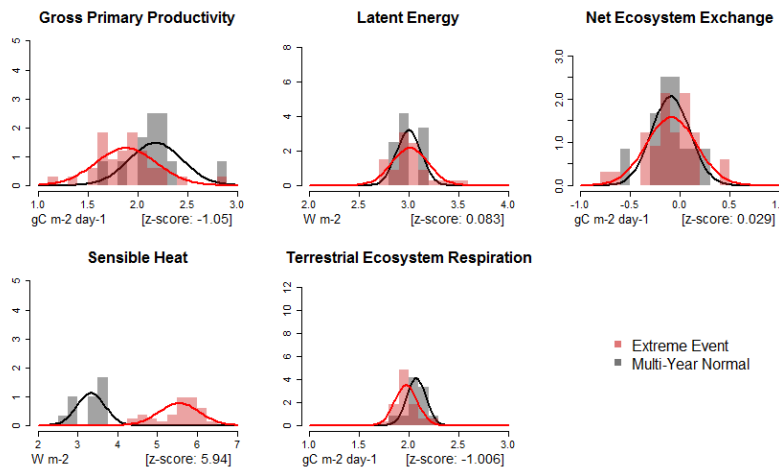 Gross Primary Productivity
0 1 2 3 4 5
1.0 1.5 2.0 2.5 3.0
gC m-2 day-1 [z-score: -1.05]
Latent Energy
0 2 4 6 8
2.0 2.5 3.0 3.5 4.0
W m-2 [z-score: 0.083]
Net Ecosystem Exchange
0.0 1.0 2.0 3.0
-1.0 -0.5 0.0 0.5 1
gC m-2 day-1 [z-score: 0.029]
Sensible Heat
0 1 2 3 4 5
2 3 4 5 6 7
W m-2 [z-score: 5.94]
Terrestrial Ecosystem Respiration
0 2 4 6 8 10 12
1.0 1.5 2.0 2.5 3.0
gC m-2 day-1 [z-score: -1.006]
Extreme Event
Multi-Year Normal